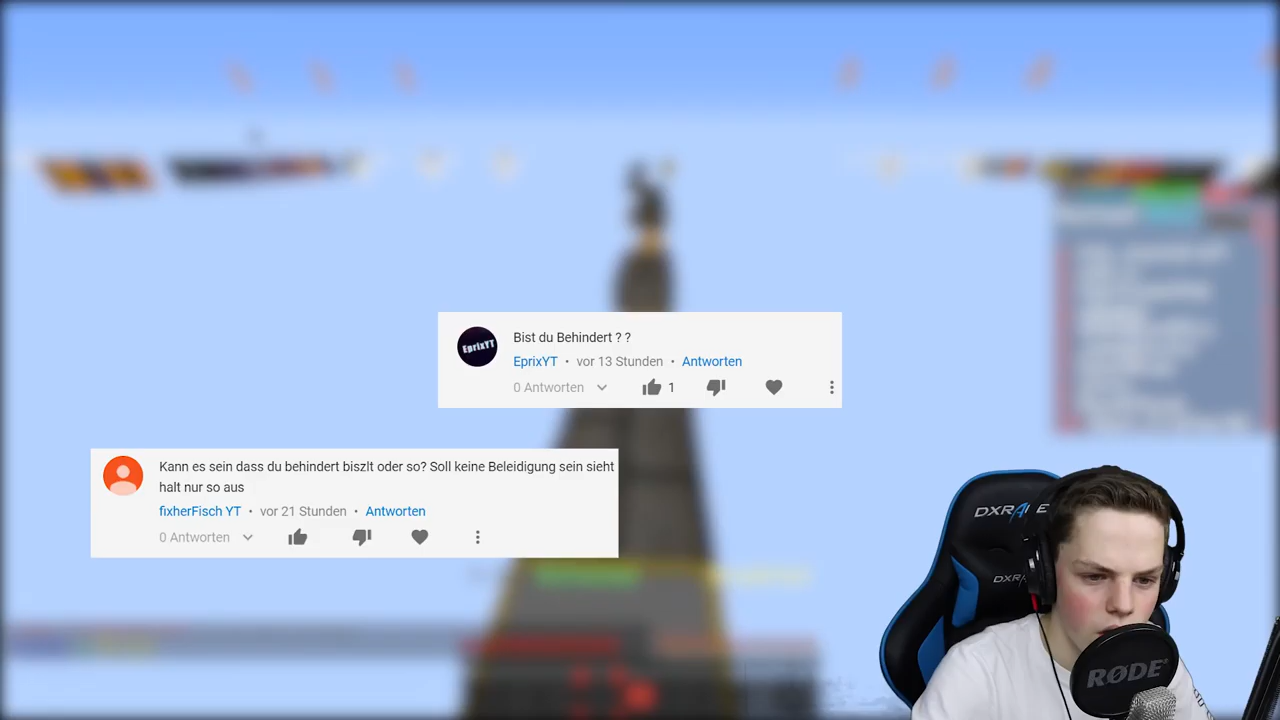 EprixYT
Bist du Behindert ? ?
EprixYT • vor 13 Stunden • Antworten
0 Antworten
1
Kann es sein dass du behindert biszlt oder so? Soll keine Beleidigung sein sieht
halt nur so aus
fixherFisch YT • vor 21 Stunden • Antworten
0 Antworten
RØDE